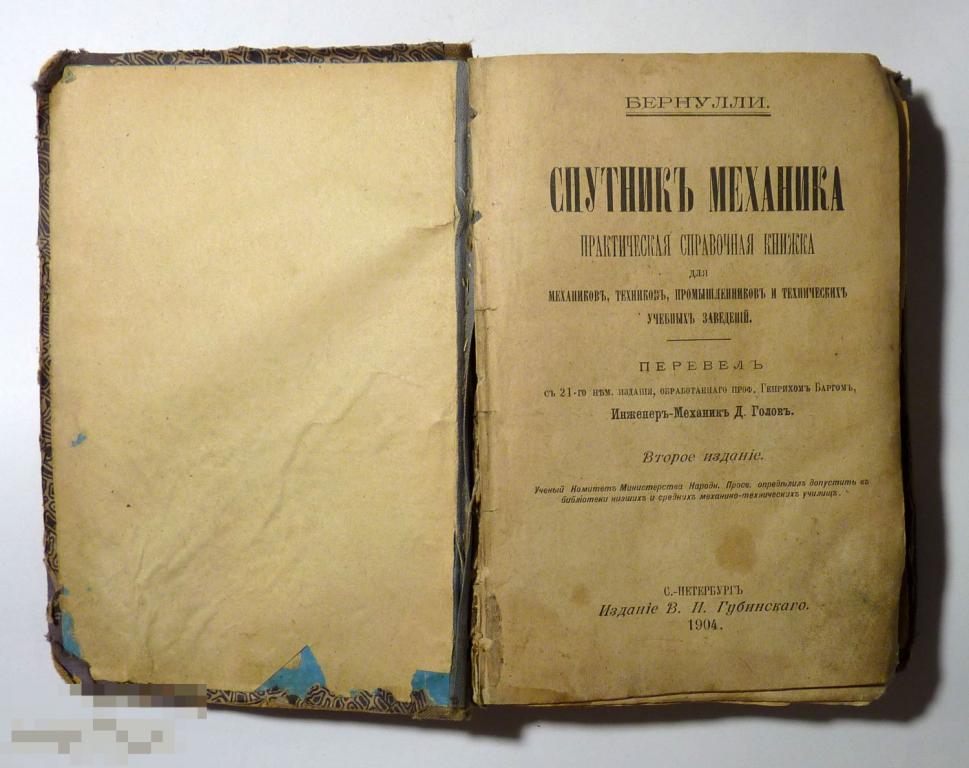 БЕРНУЛЛИ.
СПУТНИКЪ МЕХАНИКА
ПРАКТИЧЕСКАЯ СПРАВОЧНАЯ КНИЖКА
ДЛЯ
МЕХАНИКОВЪ, ТЕХНИКОВЪ, ПРОМЫШЛЕННИКОВЪ И ТЕХНИЧЕСКИХЪ
УЧЕБНЫХЪ ЗАВЕДЕНІЙ.
ПЕРЕВЕЛЪ
СЪ 21-ГО НѢМ. ИЗДАНІЯ, ОБРАБОТАННАГО ПРОФ. ГЕНРИХОМЪ БАРГОМЪ,
Инженеръ-Механикъ Д. Головъ.
Второе изданіе.
Ученый Комитетъ Министерства Народн. Просв. опредѣлилъ допустить въ
библіотеки низшихъ и среднихъ механико-техническихъ училищъ.
С.-ПЕТЕРБУРГЪ
Изданіе В. И. Губинскаго.
1904.